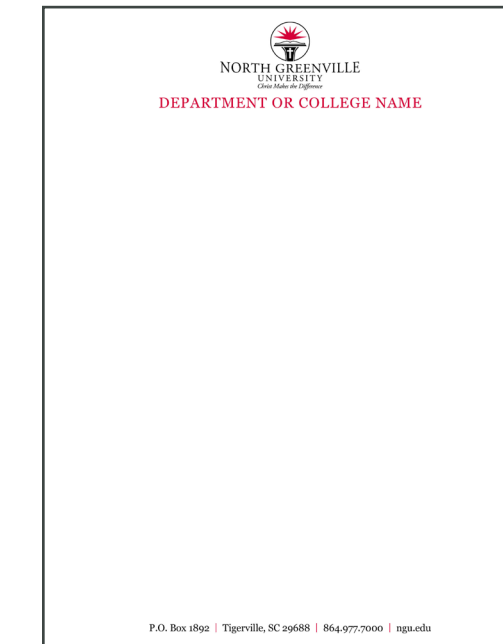 NORTH GREENVILLE
UNIVERSITY
Christ Makes the Difference
DEPARTMENT OR COLLEGE NAME
P.O. Box 1892 | Tigerville, SC 29688 | 864.977.7000 | ngu.edu